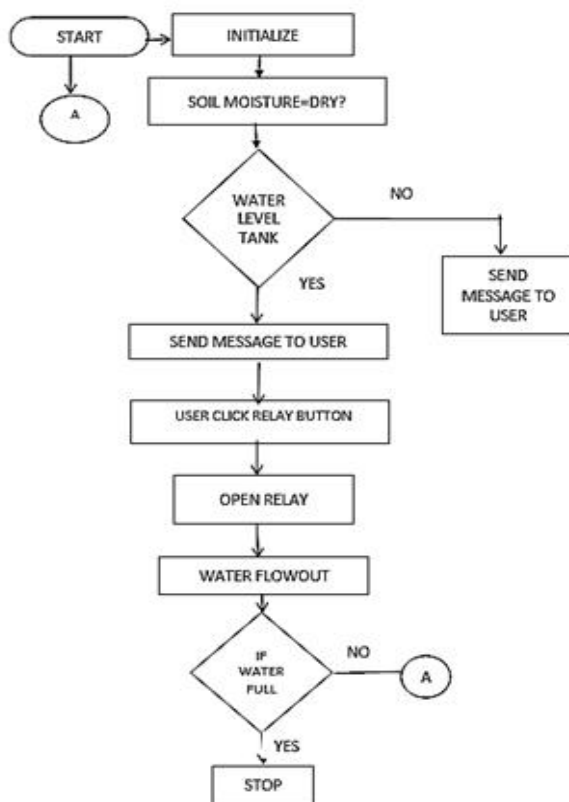 START
INITIALIZE
A
SOIL MOISTURE=DRY?
WATER
LEVEL
TANK
NO
YES
SEND
MESSAGE TO
USER
SEND MESSAGE TO USER
USER CLICK RELAY BUTTON
OPEN RELAY
WATER FLOWOUT
IF
WATER
FULL
NO
A
YES
STOP